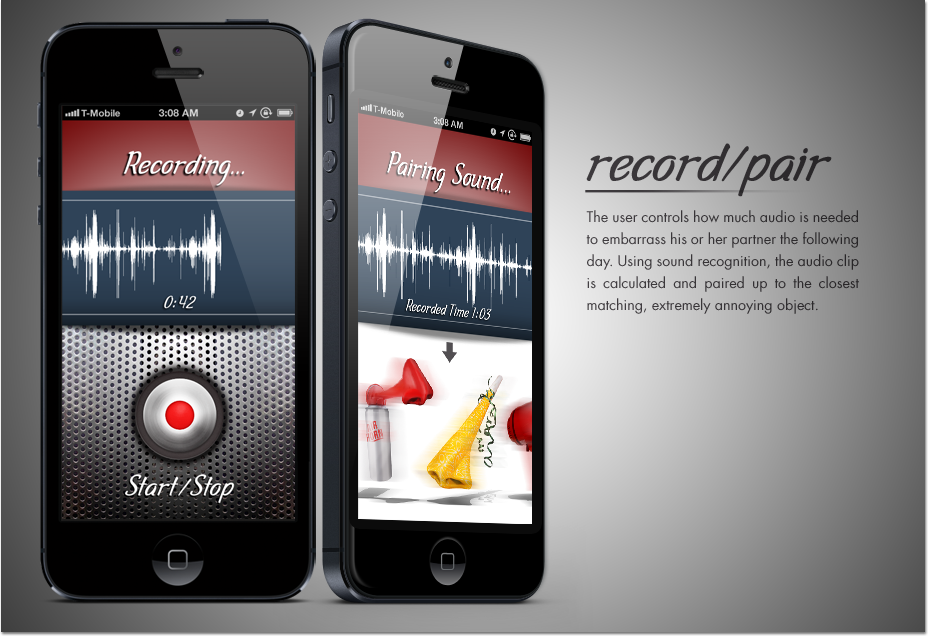 T-Mobile 3:08 AM
Recording...
0:42
Start/Stop
T-Mobile 3:08 AM
Pairing Sound...
Recorded Time 1:03
record/pair
The user controls how much audio is needed
to embarrass his or her partner the following
day. Using sound recognition, the audio clip
is calculated and paired up to the closest
matching, extremely annoying object.